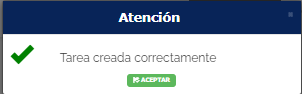 Atención
Tarea creada correctamente
ACEPTAR